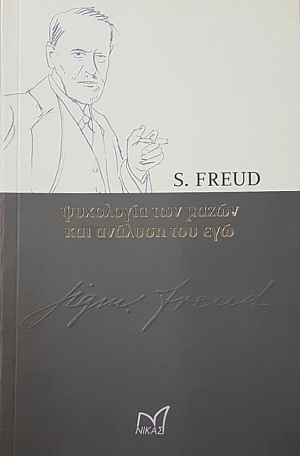 S. FREUD
ψυχολογία των μαζών
και ανάλυση του εγώ
Sigm. Freud
ΝΙΚΑΣ